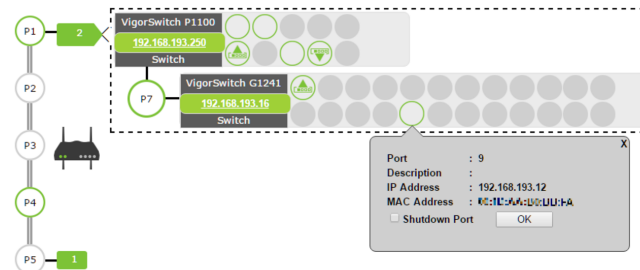 P1
2
VigorSwitch P1100
192.168.193.250
Switch
P2
P7
VigorSwitch G1241
192.168.193.16
Switch
P3
P4
P5
1
X
Port : 9
Description :
IP Address : 192.168.193.12
MAC Address :
Shutdown Port OK